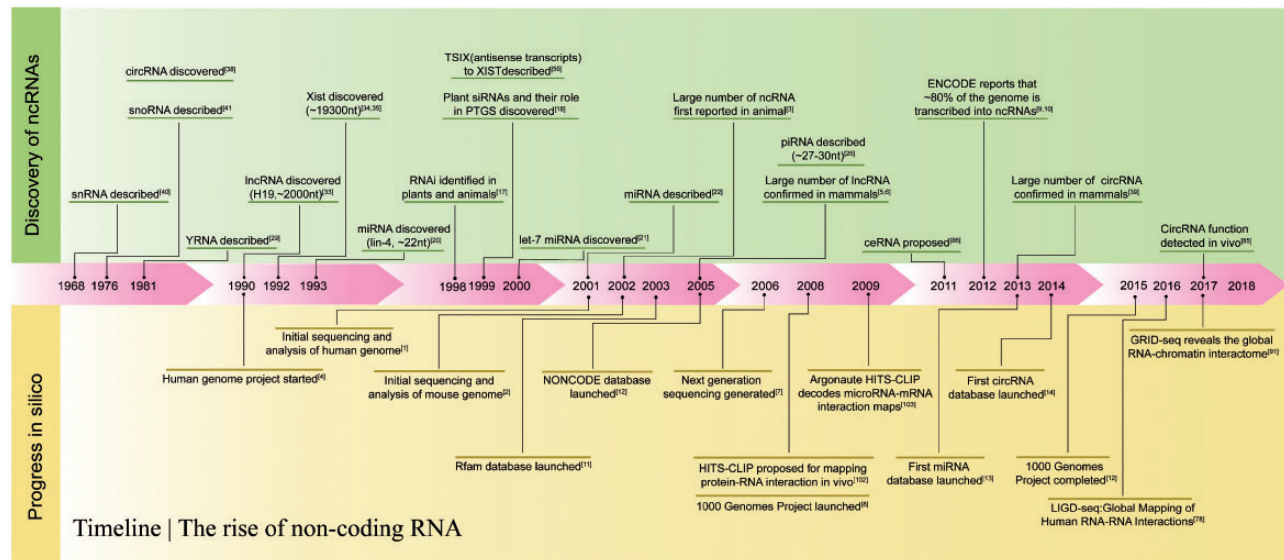 Discovery of ncRNAs
circRNA discovered[38]
snoRNA described[41
snRNA described[40]
YRNA described[29]
Xist discovered
(~19300nt)[34,35]
lncRNA discovered
(H19,~2000nt)[33]
miRNA discovered
(lin-4, ~22nt)[20]
TSIX(antisense transcripts)
to XISTdescribed[50]
Plant siRNAs and their role
in PTGS discovered[18]
RNAi identified in
plants and animals[17]
let-7 miRNA discovered[21]
Large number of ncRNA
first reported in animal[3]
miRNA described[22]
piRNA described
(~27-30nt)[26]
Large number of lncRNA
confirmed in mammals[5,6]
ENCODE reports that
~80% of the genome is
transcribed into ncRNAs[9,10]
ceRNA proposed[86]
Large number of circRNA
confirmed in mammals[39]
CircRNA function
detected in vivo[85]
1968 1976 1981 1990 1992 1993 1998 1999 2000 2001 2002 2003 2005 2006 2008 2009 2011 2012 2013 2014 2015 2016 2017 2018
Progress in silico
Initial sequencing and
analysis of human genome[1]
Human genome project started[4]
Initial sequencing and
analysis of mouse genome[2]
Rfam database launched[11]
NONCODE database
launched[12]
Next generation
sequencing generated[7]
HITS-CLIP proposed for mapping
protein-RNA interaction in vivo[102]
1000 Genomes Project launched[8]
Argonaute HITS-CLIP
decodes microRNA-mRNA
interaction maps[103]
First miRNA
database launched[13]
First circRNA
database launched[14]
1000 Genomes
Project completed[12]
LIGD-seq:Global Mapping of
Human RNA-RNA Interactions[78]
GRID-seq reveals the global
RNA-chromatin interactome[91]
Timeline | The rise of non-coding RNA